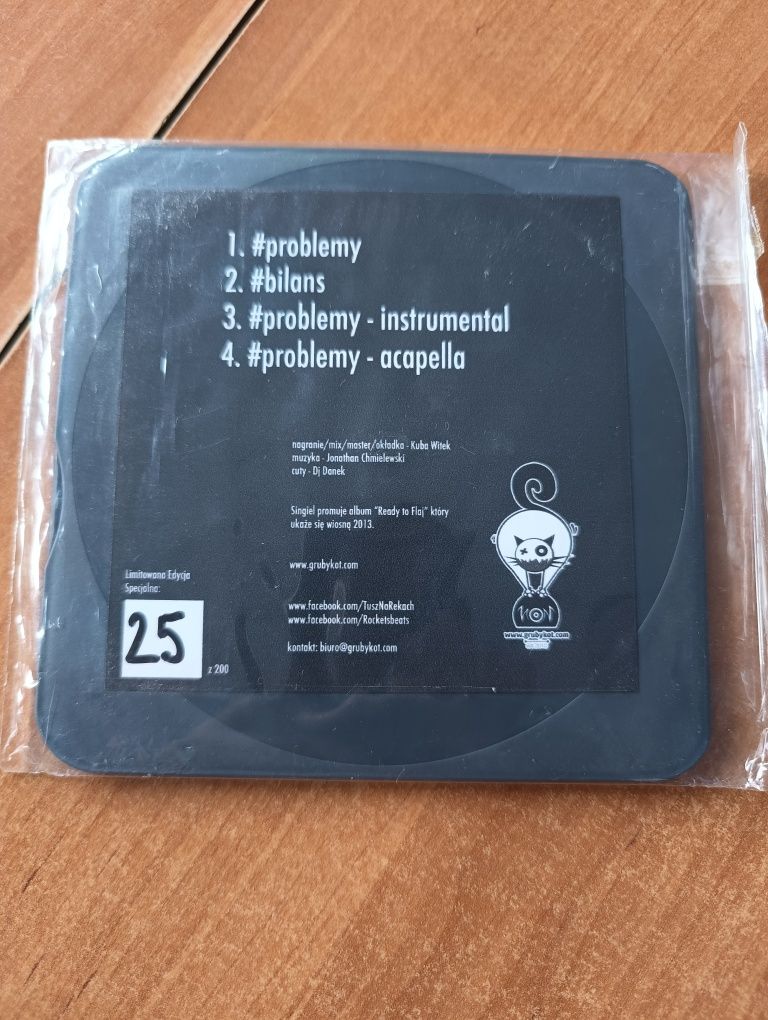 1. #problemy
2. #bilans
3. #problemy - instrumental
4. #problemy - acapella
nagranie/mix/master/okładka - Kuba Witek
muzyka - Jonathan Chmielewski
cuty - Dj Danek
Singiel promuje album "Ready to Flaj" który
ukaże się wiosną 2013.
www.grubykot.com
www.facebook.com/TuszNaRekach
www.facebook.com/Rocketsbeats
kontakt: biuro@grubykot.com
Limitowana Edycja
Specjalna:
25
z 200
www.grubykot.com